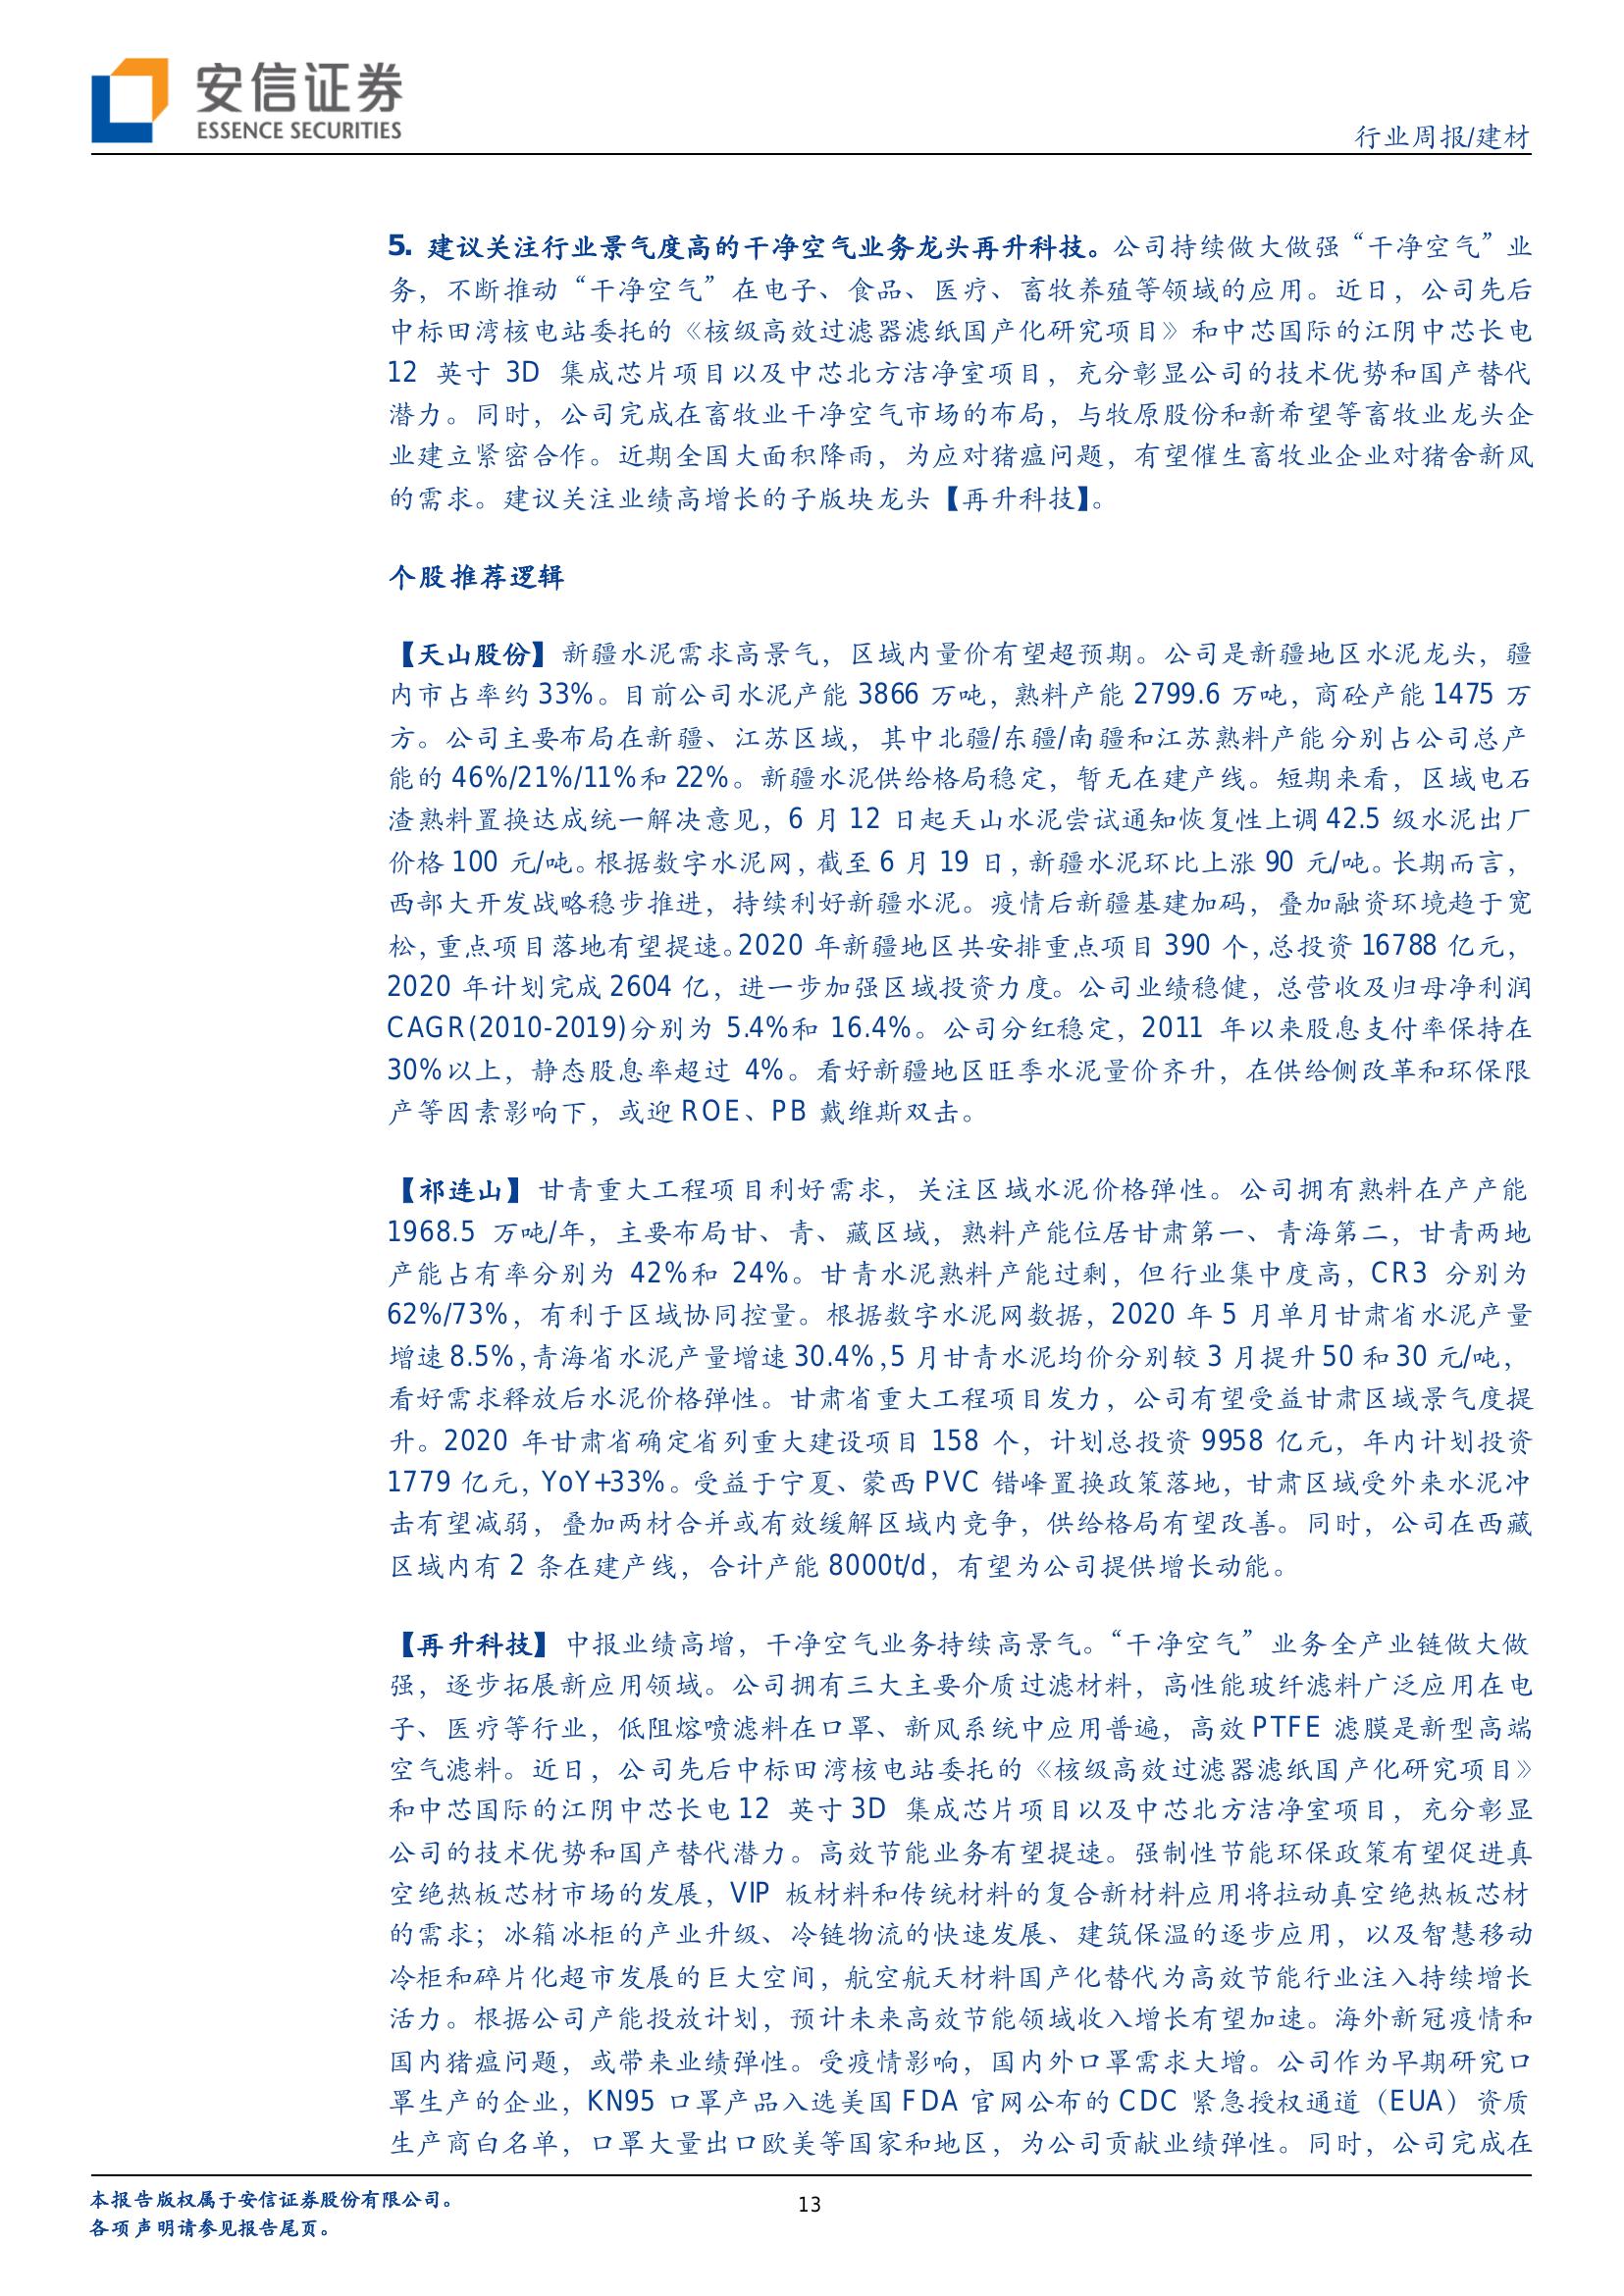 安信证券
ESSENCE SECURITIES
行业周报/建材
5. 建议关注行业景气度高的干净空气业务龙头再升科技。公司持续做大做强“干净空气”业
务，不断推动“干净空气”在电子、食品、医疗、畜牧养殖等领域的应用。近日，公司先后
中标田湾核电站委托的《核级高效过滤器滤纸国产化研究项目》和中芯国际的江阴中芯长电
12 英寸 3D 集成芯片项目以及中芯北方洁净室项目，充分彰显公司的技术优势和国产替代
潜力。同时，公司完成在畜牧业干净空气市场的布局，与牧原股份和新希望等畜牧业龙头企
业建立紧密合作。近期全国大面积降雨，为应对猪瘟问题，有望催生畜牧业企业对猪舍新风
的需求。建议关注业绩高增长的子版块龙头【再升科技】。
个股推荐逻辑
【天山股份】新疆水泥需求高景气，区域内量价有望超预期。公司是新疆地区水泥龙头，疆
内市占率约 33%。目前公司水泥产能 3866 万吨，熟料产能 2799.6 万吨，商砼产能 1475 万
方。公司主要布局在新疆、江苏区域，其中北疆/东疆/南疆和江苏熟料产能分别占公司总产
能的 46%/21%/11%和 22%。新疆水泥供给格局稳定，暂无在建产线。短期来看，区域电石
渣熟料置换达成统一解决意见，6 月 12 日起天山水泥尝试通知恢复性上调 42.5 级水泥出厂
价格 100 元/吨。根据数字水泥网，截至 6 月 19 日，新疆水泥环比上涨 90 元/吨。长期而言，
西部大开发战略稳步推进，持续利好新疆水泥。疫情后新疆基建加码，叠加融资环境趋于宽
松，重点项目落地有望提速。2020 年新疆地区共安排重点项目 390 个，总投资 16788 亿元，
2020 年计划完成 2604 亿，进一步加强区域投资力度。公司业绩稳健，总营收及归母净利润
CAGR(2010-2019)分别为 5.4%和 16.4%。公司分红稳定，2011 年以来股息支付率保持在
30%以上，静态股息率超过 4%。看好新疆地区旺季水泥量价齐升，在供给侧改革和环保限
产等因素影响下，或迎 ROE、PB 戴维斯双击。
【祁连山】甘青重大工程项目利好需求，关注区域水泥价格弹性。公司拥有熟料在产产能
1968.5 万吨/年，主要布局甘、青、藏区域，熟料产能位居甘肃第一、青海第二，甘青两地
产能占有率分别为 42%和 24%。甘青水泥熟料产能过剩，但行业集中度高，CR3 分别为
62%/73%，有利于区域协同控量。根据数字水泥网数据，2020 年 5 月单月甘肃省水泥产量
增速 8.5%，青海省水泥产量增速 30.4%，5 月甘青水泥均价分别较 3 月提升 50 和 30 元/吨，
看好需求释放后水泥价格弹性。甘肃省重大工程项目发力，公司有望受益甘肃区域景气度提
升。2020 年甘肃省确定省列重大建设项目 158 个，计划总投资 9958 亿元，年内计划投资
1779 亿元，YoY+33%。受益于宁夏、蒙西 PVC 错峰置换政策落地，甘肃区域受外来水泥冲
击有望减弱，叠加两材合并或有效缓解区域内竞争，供给格局有望改善。同时，公司在西藏
区域内有 2 条在建产线，合计产能 8000t/d，有望为公司提供增长动能。
【再升科技】中报业绩高增，干净空气业务持续高景气。“干净空气”业务全产业链做大做
强，逐步拓展新应用领域。公司拥有三大主要介质过滤材料，高性能玻纤滤料广泛应用在电
子、医疗等行业，低阻熔喷滤料在口罩、新风系统中应用普遍，高效 PTFE 滤膜是新型高端
空气滤料。近日，公司先后中标田湾核电站委托的《核级高效过滤器滤纸国产化研究项目》
和中芯国际的江阴中芯长电 12 英寸 3D 集成芯片项目以及中芯北方洁净室项目，充分彰显
公司的技术优势和国产替代潜力。高效节能业务有望提速。强制性节能环保政策有望促进真
空绝热板芯材市场的发展，VIP 板材料和传统材料的复合新材料应用将拉动真空绝热板芯材
的需求；冰箱冰柜的产业升级、冷链物流的快速发展、建筑保温的逐步应用，以及智慧移动
冷柜和碎片化超市发展的巨大空间，航空航天材料国产化替代为高效节能行业注入持续增长
活力。根据公司产能投放计划，预计未来高效节能领域收入增长有望加速。海外新冠疫情和
国内猪瘟问题，或带来业绩弹性。受疫情影响，国内外口罩需求大增。公司作为早期研究口
罩生产的企业，KN95 口罩产品入选美国 FDA 官网公布的 CDC 紧急授权通道（EUA）资质
生产商白名单，口罩大量出口欧美等国家和地区，为公司贡献业绩弹性。同时，公司完成在
本报告版权属于安信证券股份有限公司。
13
各项声明请参见报告尾页。